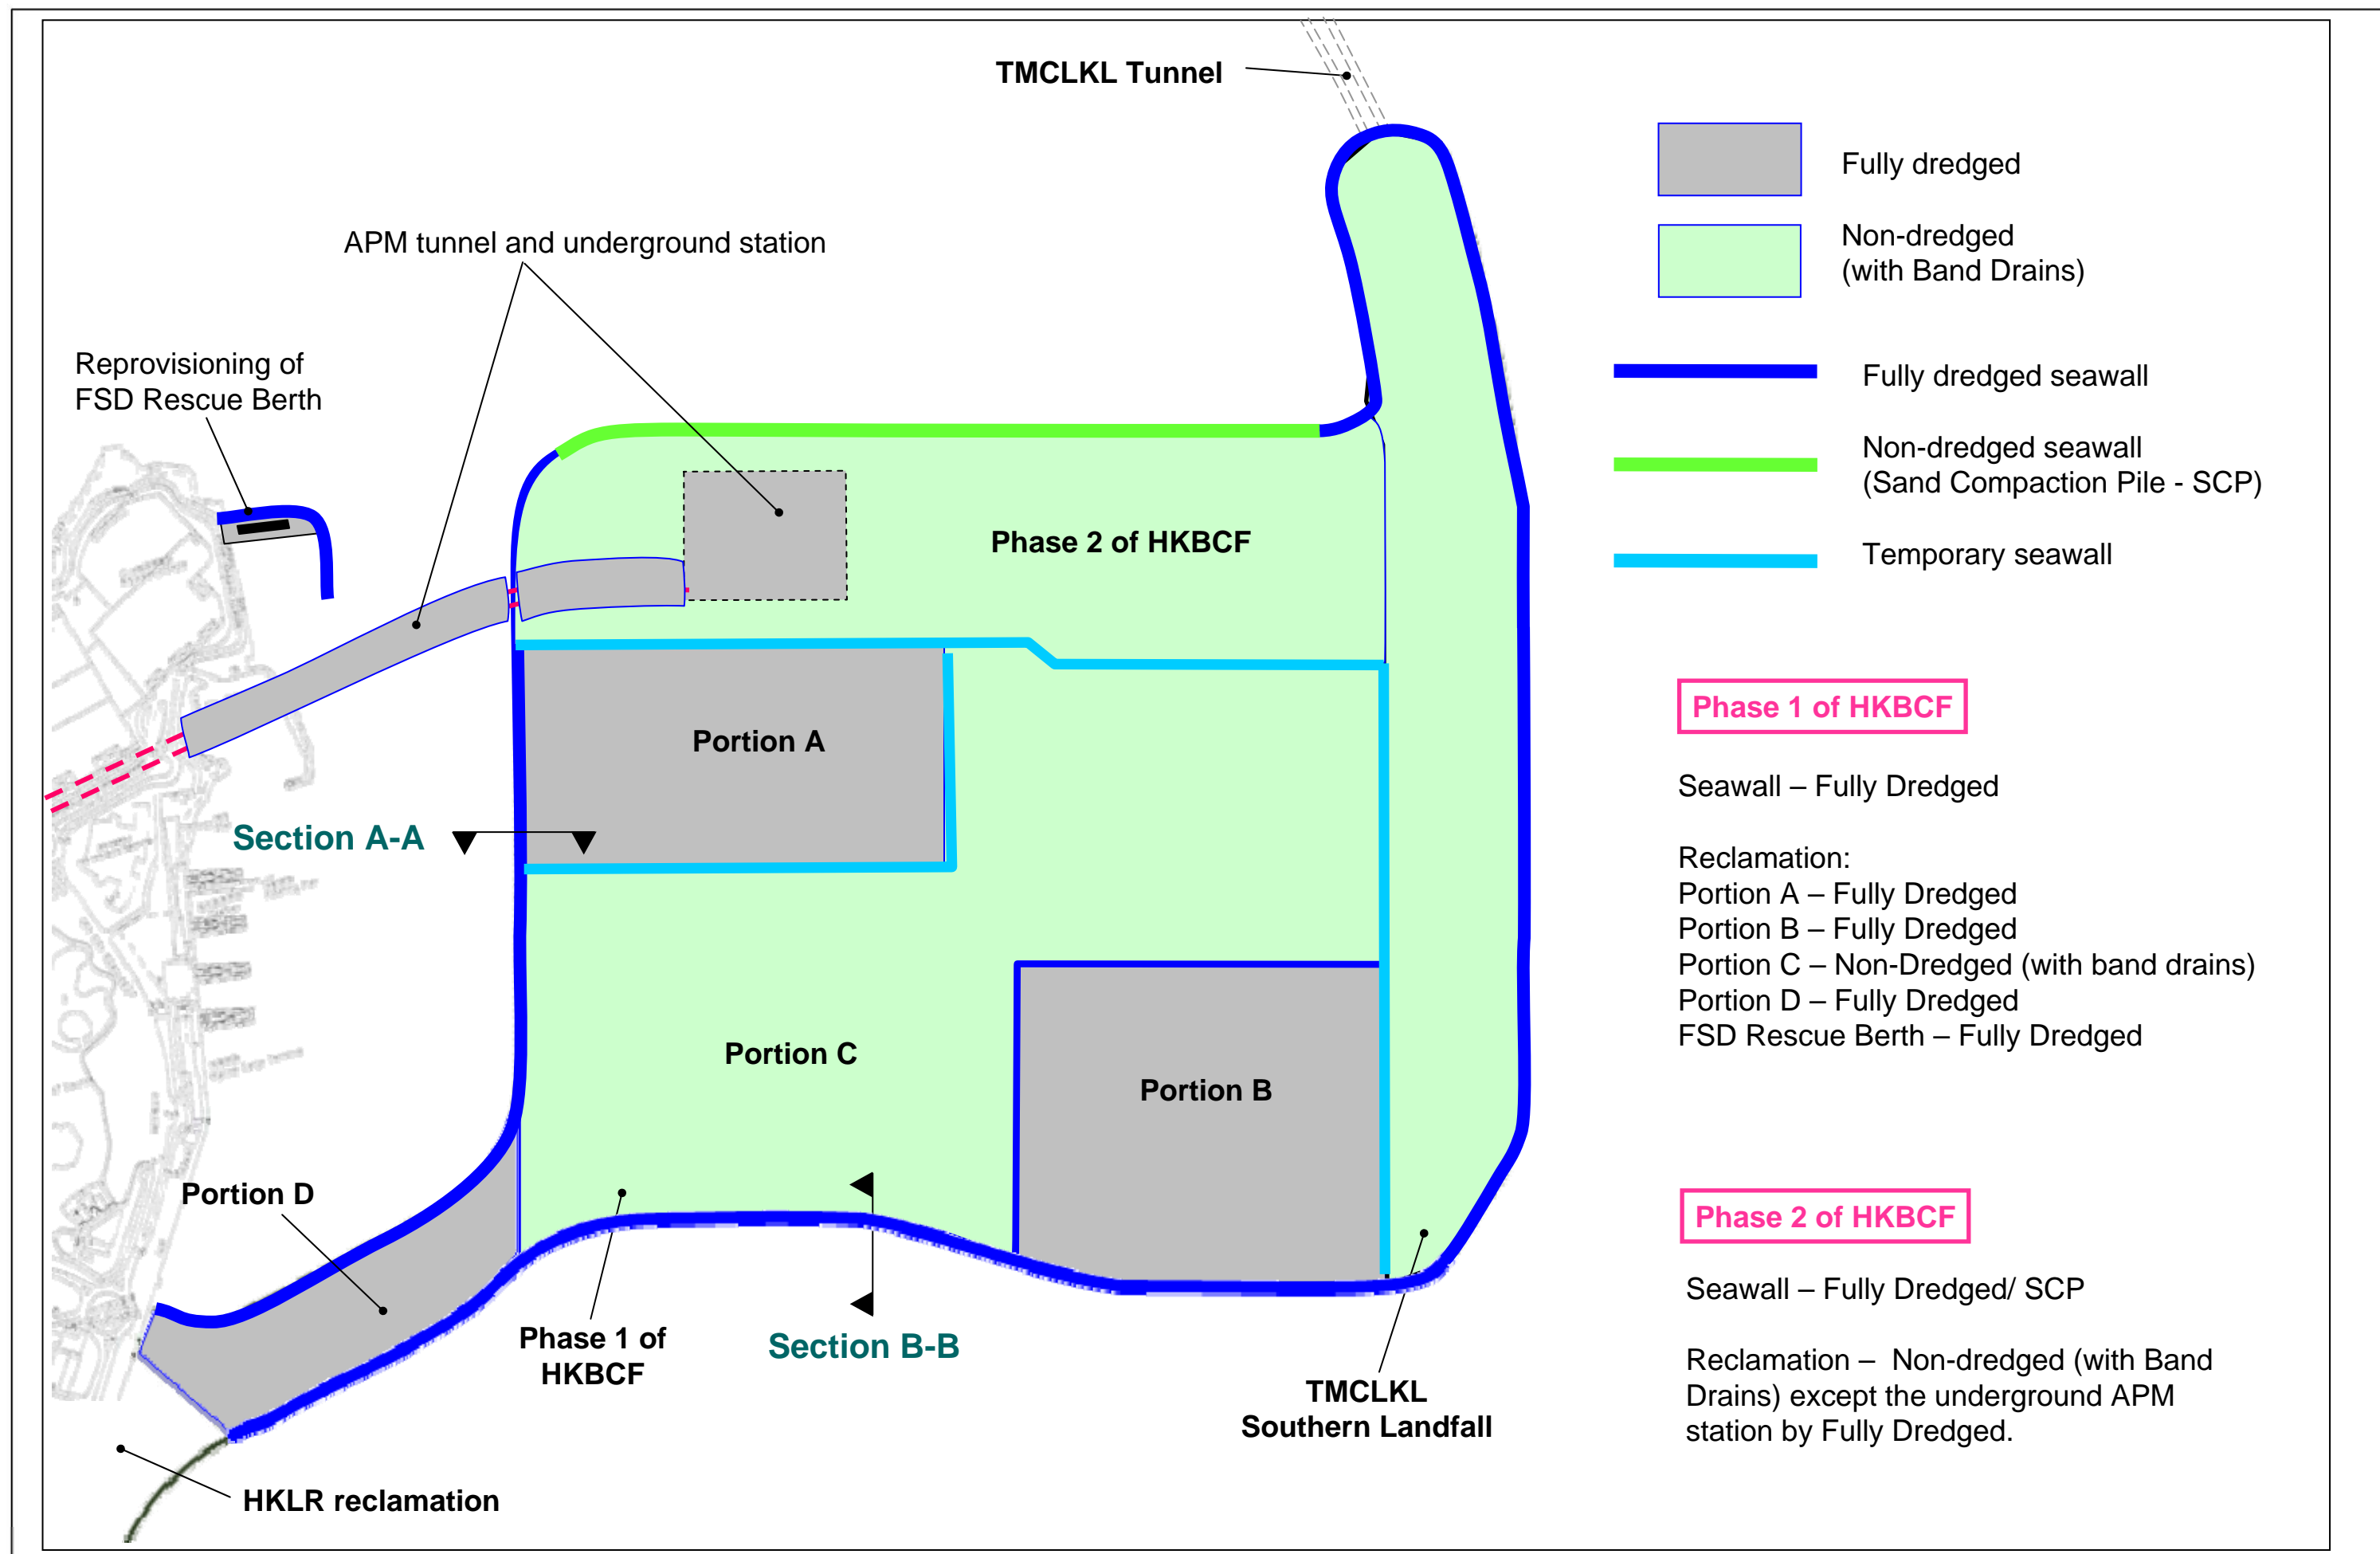 TMCLKL Tunnel
Fully dredged
Non-dredged
(with Band Drains)
APM tunnel and underground station
Reprovisioning of
FSD Rescue Berth
Fully dredged seawall
Non-dredged seawall
(Sand Compaction Pile - SCP)
Temporary seawall
Phase 2 of HKBCF
Portion A
Section A-A
Portion C
Portion B
Portion D
Phase 1 of
HKBCF
Section B-B
TMCLKL
Southern Landfall
HKLR reclamation
Phase 1 of HKBCF
Seawall – Fully Dredged
Reclamation:
Portion A – Fully Dredged
Portion B – Fully Dredged
Portion C – Non-Dredged (with band drains)
Portion D – Fully Dredged
FSD Rescue Berth – Fully Dredged
Phase 2 of HKBCF
Seawall – Fully Dredged/ SCP
Reclamation –  Non-dredged (with Band
Drains) except the underground APM
station by Fully Dredged.